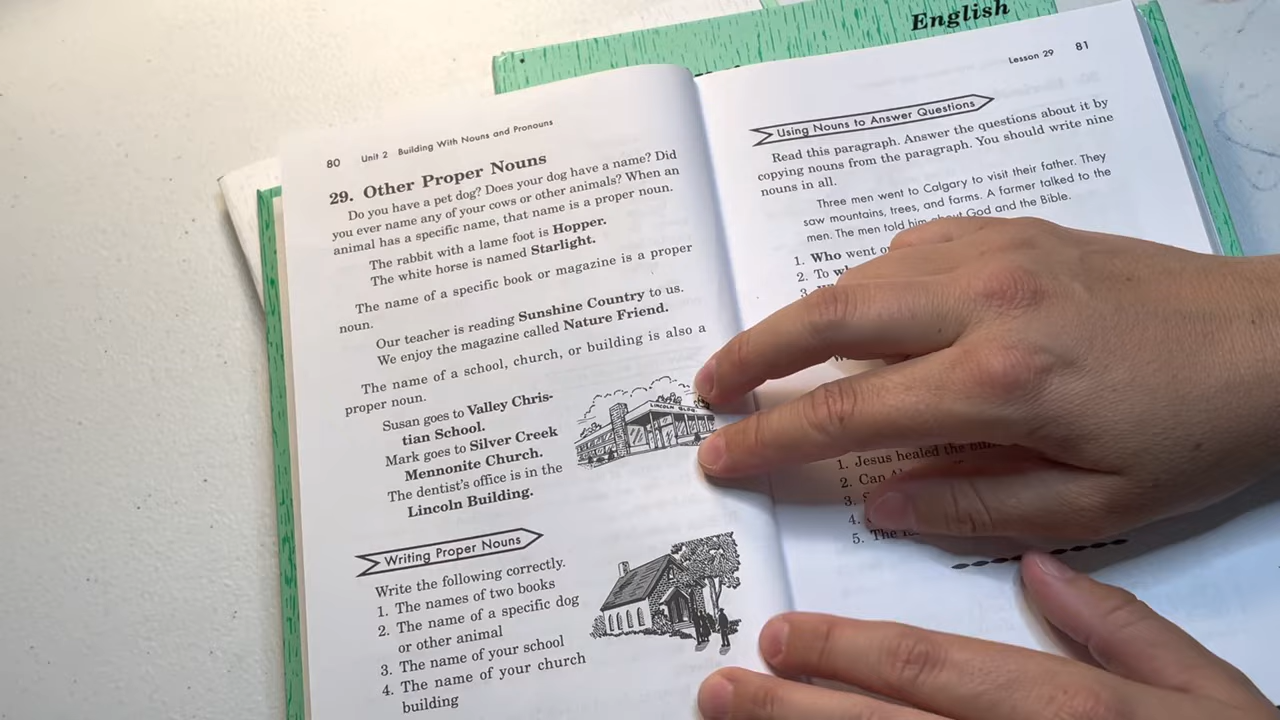 English
80 Unit 2 Building With Nouns and Pronouns
29. Other Proper Nouns
Do you have a pet dog? Does your dog have a name? Did
you ever name any of your cows or other animals? When an
animal has a specific name, that name is a proper noun.
The rabbit with a lame foot is Hopper.
The white horse is named Starlight.
The name of a specific book or magazine is a proper
noun.
Our teacher is reading Sunshine Country to us.
We enjoy the magazine called Nature Friend.
The name of a school, church, or building is also a
proper noun.
Susan goes to Valley Chris-
tian School.
Mark goes to Silver Creek
Mennonite Church.
The dentist's office is in the
Lincoln Building.
LINCOLN BLDG
Writing Proper Nouns
Write the following correctly.
1. The names of two books
2. The name of a specific dog
or other animal
3. The name of your school
4. The name of your church
building
Lesson 29 81
Using Nouns to Answer Questions
Read this paragraph. Answer the questions about it by
copying nouns from the paragraph. You should write nine
nouns in all.
Three men went to Calgary to visit their father. They
saw mountains, trees, and farms. A farmer talked to the
men. The men told him about God and the Bible.
1. Who went
2. To
3.
1. Jesus healed the
2. Can
3.
4.
5. The